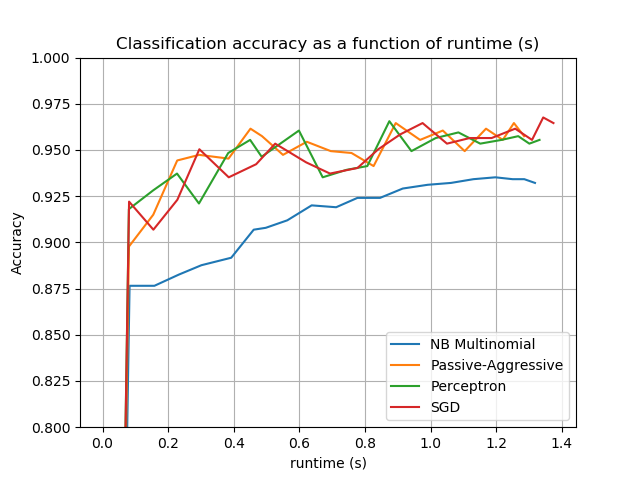 Classification accuracy as a function of runtime (s)
1.000
0.975
0.950
0.925
0.900
0.875
0.850
0.825
0.800
Accuracy
NB Multinomial
Passive-Aggressive
Perceptron
SGD
0.0 0.2 0.4 0.6 0.8 1.0 1.2 1.4
runtime (s)